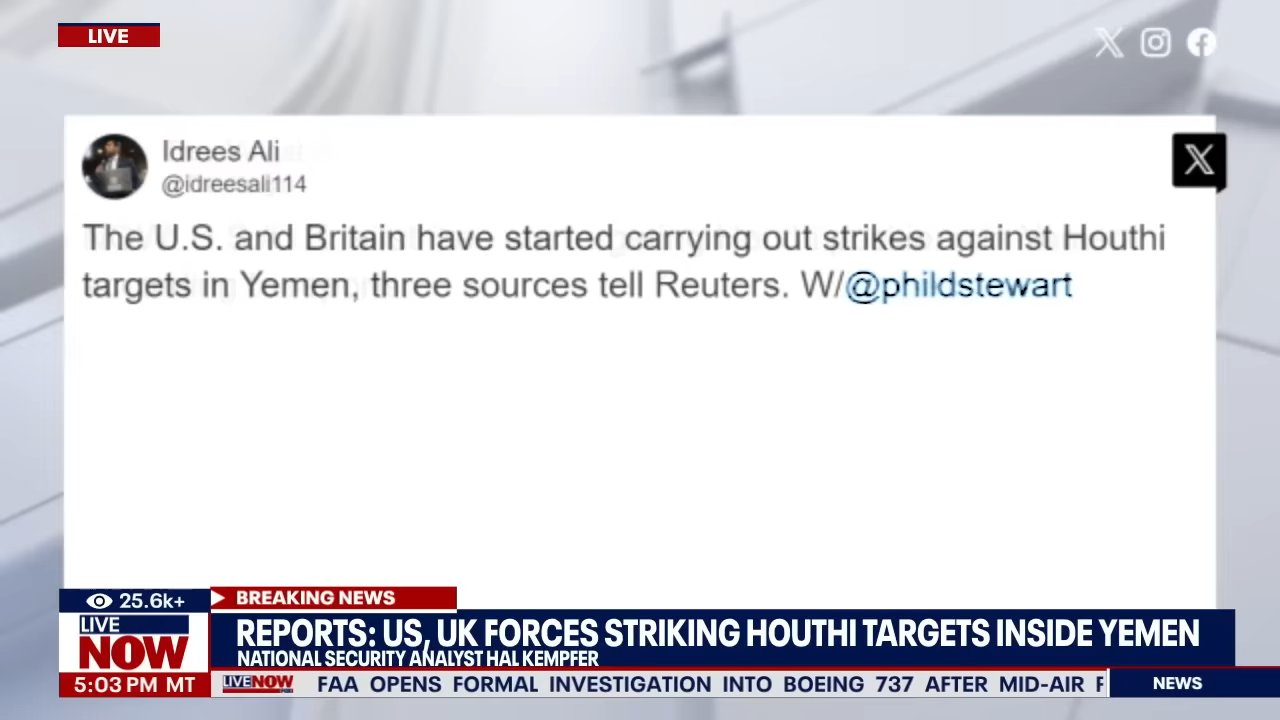 LIVE
Idrees Ali
@idreesali114
The U.S. and Britain have started carrying out strikes against Houthi
targets in Yemen, three sources tell Reuters. W/@phildstewart
25.6k+
BREAKING NEWS
LIVE
NOW
REPORTS: US, UK FORCES STRIKING HOUTHI TARGETS INSIDE YEMEN
NATIONAL SECURITY ANALYST HAL KEMPFER
5:03 PM MT
LIVENOW
FAA OPENS FORMAL INVESTIGATION INTO BOEING 737 AFTER MID-AIR F
NEWS